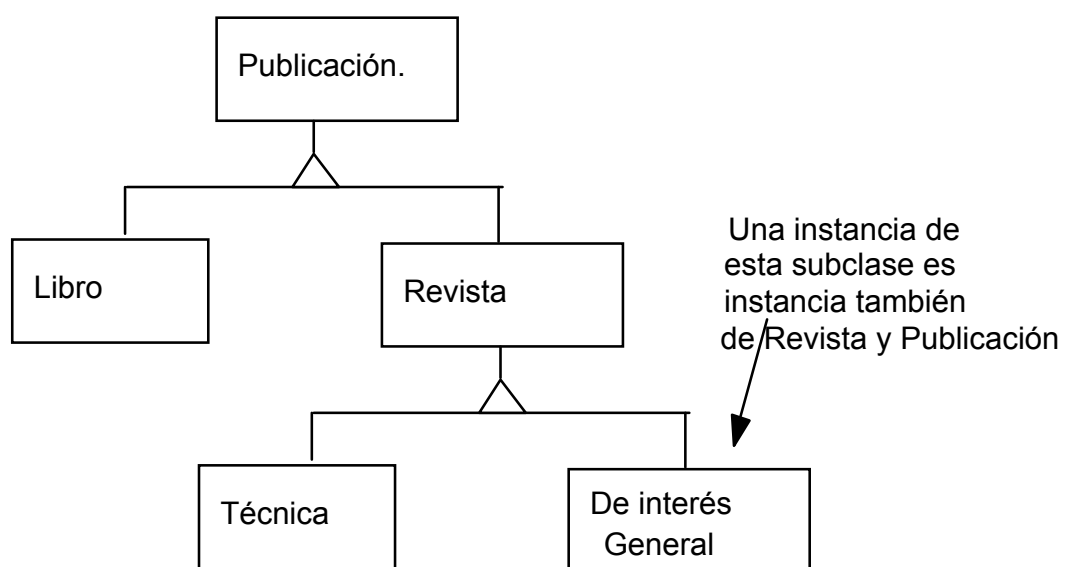 Publicación.
Libro
Revista
Una instancia de
esta subclase es
instancia también
de Revista y Publicación
Técnica
De interés
General